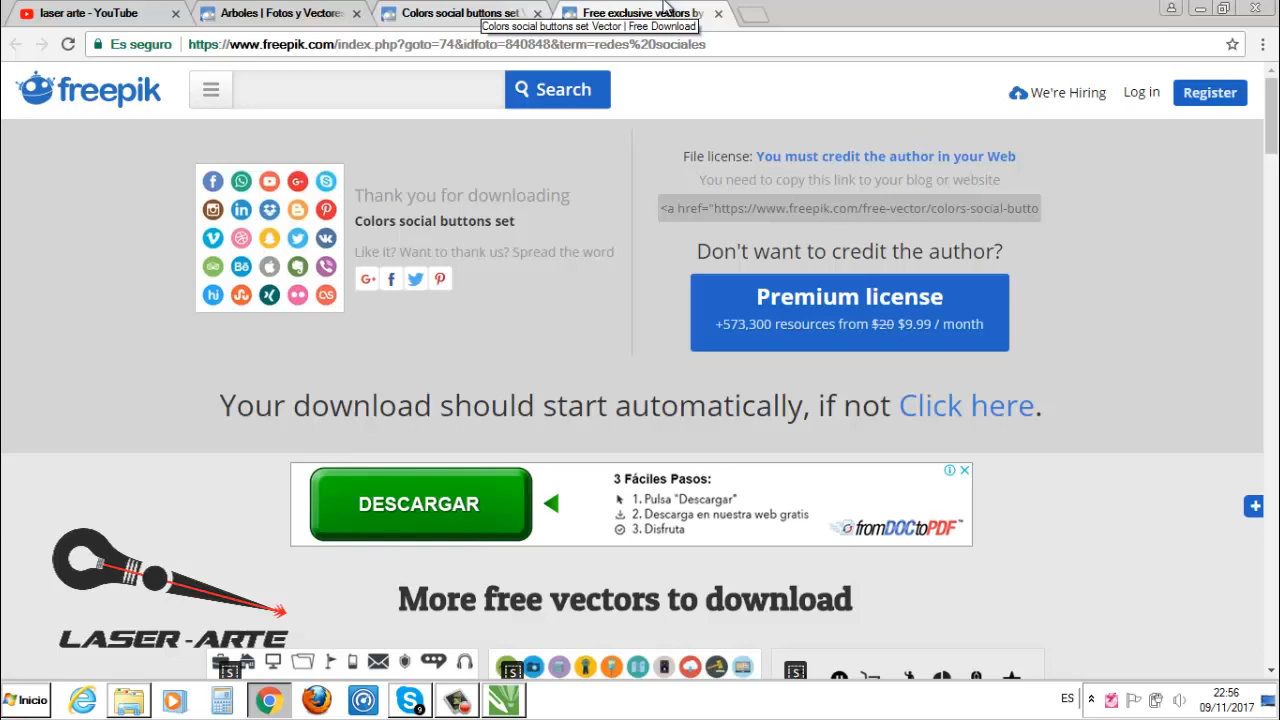 laser arte - YouTube
Arboles | Fotos y Vectores
Colors social buttons set
Free exclusive vectors by
Colors social buttons set Vector | Free Download
Es seguro
https://www.freepik.com/index.php?goto=74&idfoto=840848&term=redes%20sociales
freepik
Search
We're Hiring
Log in
Register
File license: You must credit the author in your Web
You need to copy this link to your blog or website
<a href="https://www.freepik.com/free-vector/colors-social-butto
Thank you for downloading
Colors social buttons set
Like it? Want to thank us? Spread the word
Don't want to credit the author?
Premium license
+573,300 resources from $20 $9.99 / month
Your download should start automatically, if not Click here.
DESCARGAR
3 Fáciles Pasos:
1. Pulsa "Descargar"
2. Descarga en nuestra web gratis
3. Disfruta
fromDOCtoPDF™
More free vectors to download
LASER-ARTE
Inicio
ES
22:56
09/11/2017